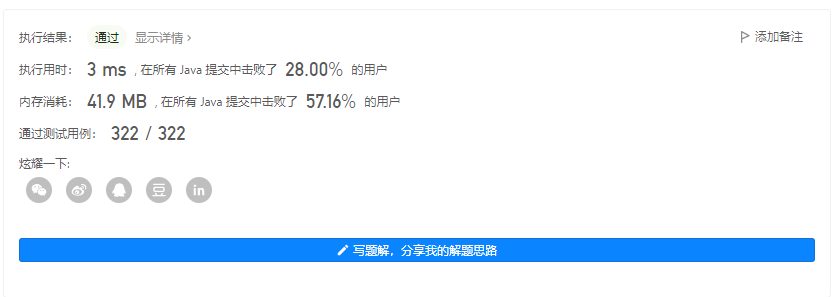 执行结果： 通过 显示详情 > 添加备注
执行用时： 3 ms , 在所有 Java 提交中击败了 28.00% 的用户
内存消耗： 41.9 MB , 在所有 Java 提交中击败了 57.16% 的用户
通过测试用例： 322 / 322
炫耀一下:
豆 in
写题解，分享我的解题思路